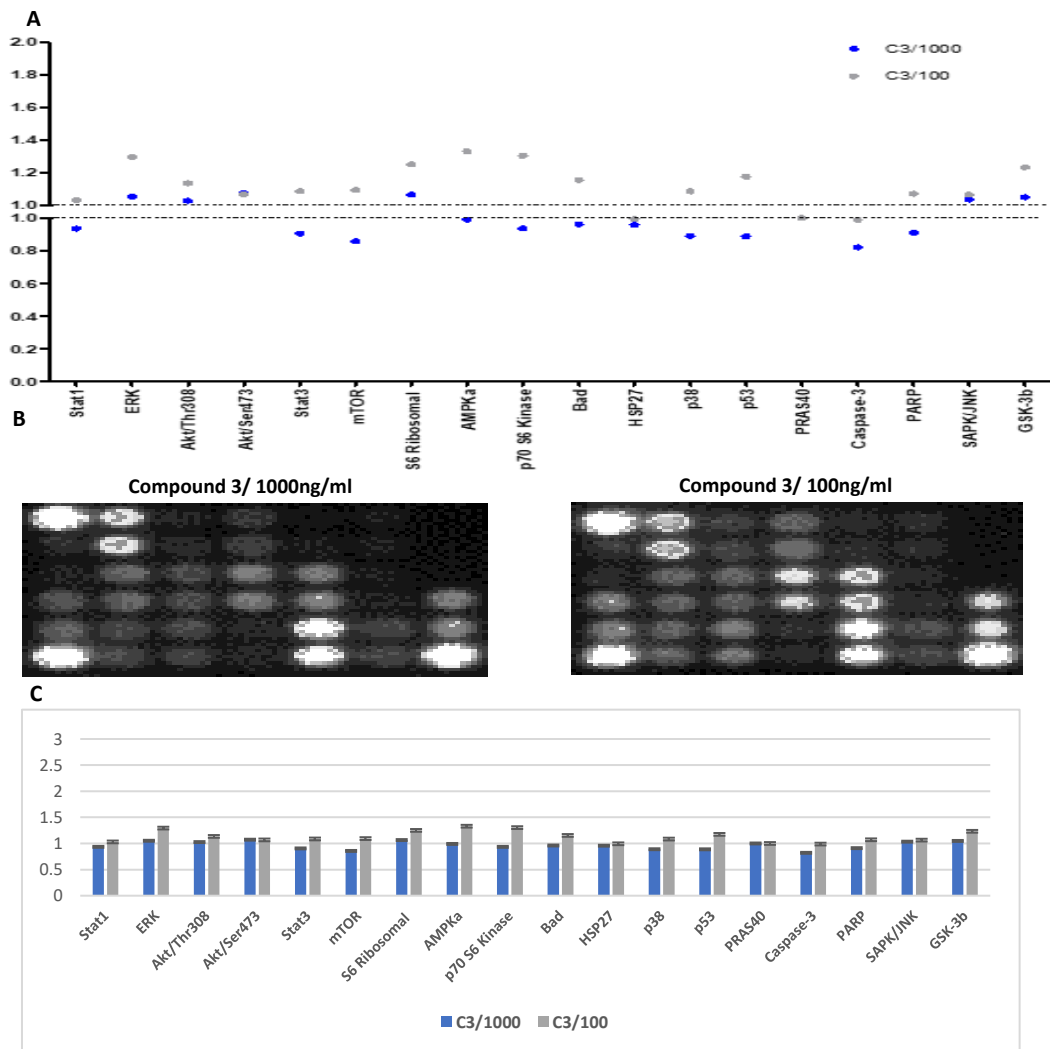 A
2.0
1.8
1.6
1.4
1.2
1.0
1.0
0.8
0.6
0.4
0.2
0.0
C3/1000
C3/100
Stat1
ERK
Akt/Thr308
Akt/Ser473
Stat3
mTOR
S6 Ribosomal
AMPKa
p70 S6 Kinase
Bad
HSP27
p38
p53
PRAS40
Caspase-3
PARP
SAPK/JNK
GSK-3b
B
Compound 3/ 1000ng/ml
Compound 3/ 100ng/ml
C
3
2.5
2
1.5
1
0.5
0
Stat1
ERK
Akt/Thr308
Akt/Ser473
Stat3
mTOR
S6 Ribosomal
AMPKa
p70 S6 Kinase
Bad
HSP27
p38
p53
PRAS40
Caspase-3
PARP
SAPK/JNK
GSK-3b
C3/1000
C3/100